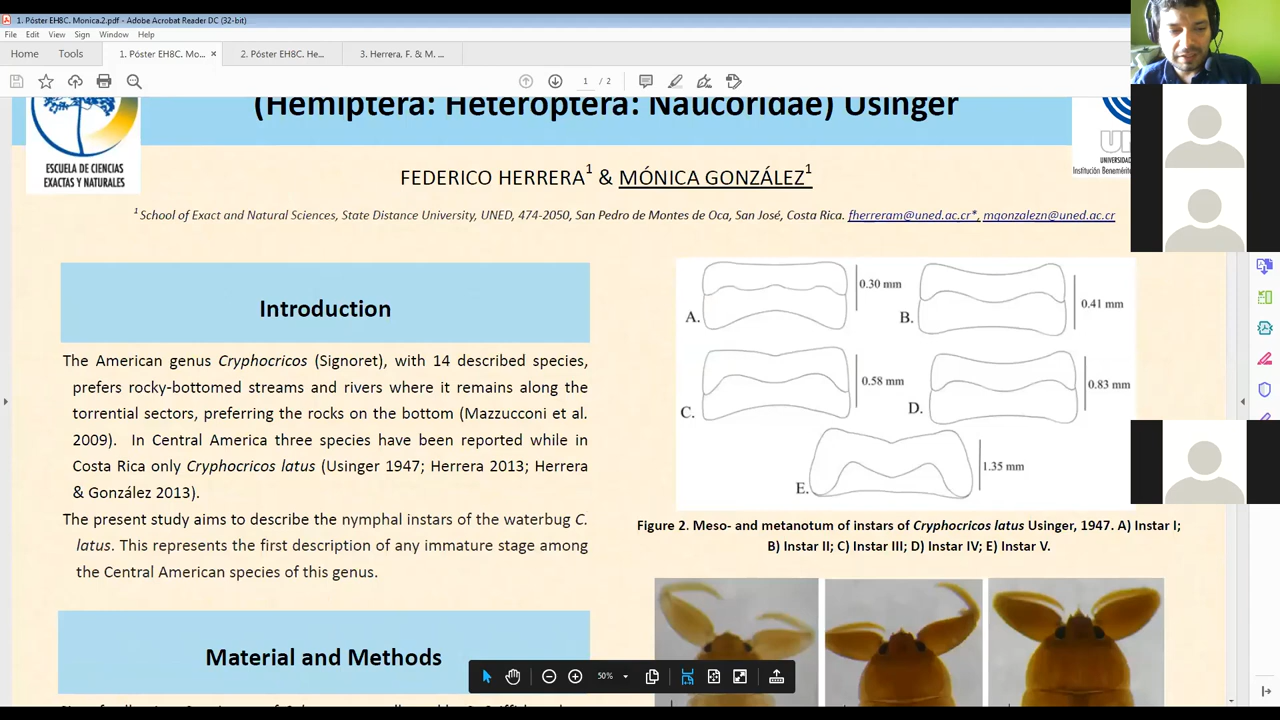 1. Póster EH8C. Monica.2.pdf - Adobe Acrobat Reader DC (32-bit)
File Edit View Sign Window Help
Home Tools 1. Póster EH8C. Mo... × 2. Póster EH8C. He... 3. Herrera, F. & M. ...
1 / 2
(Hemiptera: Heteroptera: Naucoridae) Usinger
ESCUELA DE CIENCIAS
EXACTAS Y NATURALES
FEDERICO HERRERA1 & MÓNICA GONZÁLEZ1
1 School of Exact and Natural Sciences, State Distance University, UNED, 474-2050, San Pedro de Montes de Oca, San José, Costa Rica. fherreram@uned.ac.cr*, mgonzalezn@uned.ac.cr
Introduction
The American genus Cryphocricos (Signoret), with 14 described species,
prefers rocky-bottomed streams and rivers where it remains along the
torrential sectors, preferring the rocks on the bottom (Mazzucconi et al.
2009). In Central America three species have been reported while in
Costa Rica only Cryphocricos latus (Usinger 1947; Herrera 2013; Herrera
& González 2013).
The present study aims to describe the nymphal instars of the waterbug C.
latus. This represents the first description of any immature stage among
the Central American species of this genus.
Material and Methods
A. 0.30 mm
B. 0.41 mm
C. 0.58 mm
D. 0.83 mm
E. 1.35 mm
Figure 2. Meso- and metanotum of instars of Cryphocricos latus Usinger, 1947. A) Instar I;
B) Instar II; C) Instar III; D) Instar IV; E) Instar V.
50%